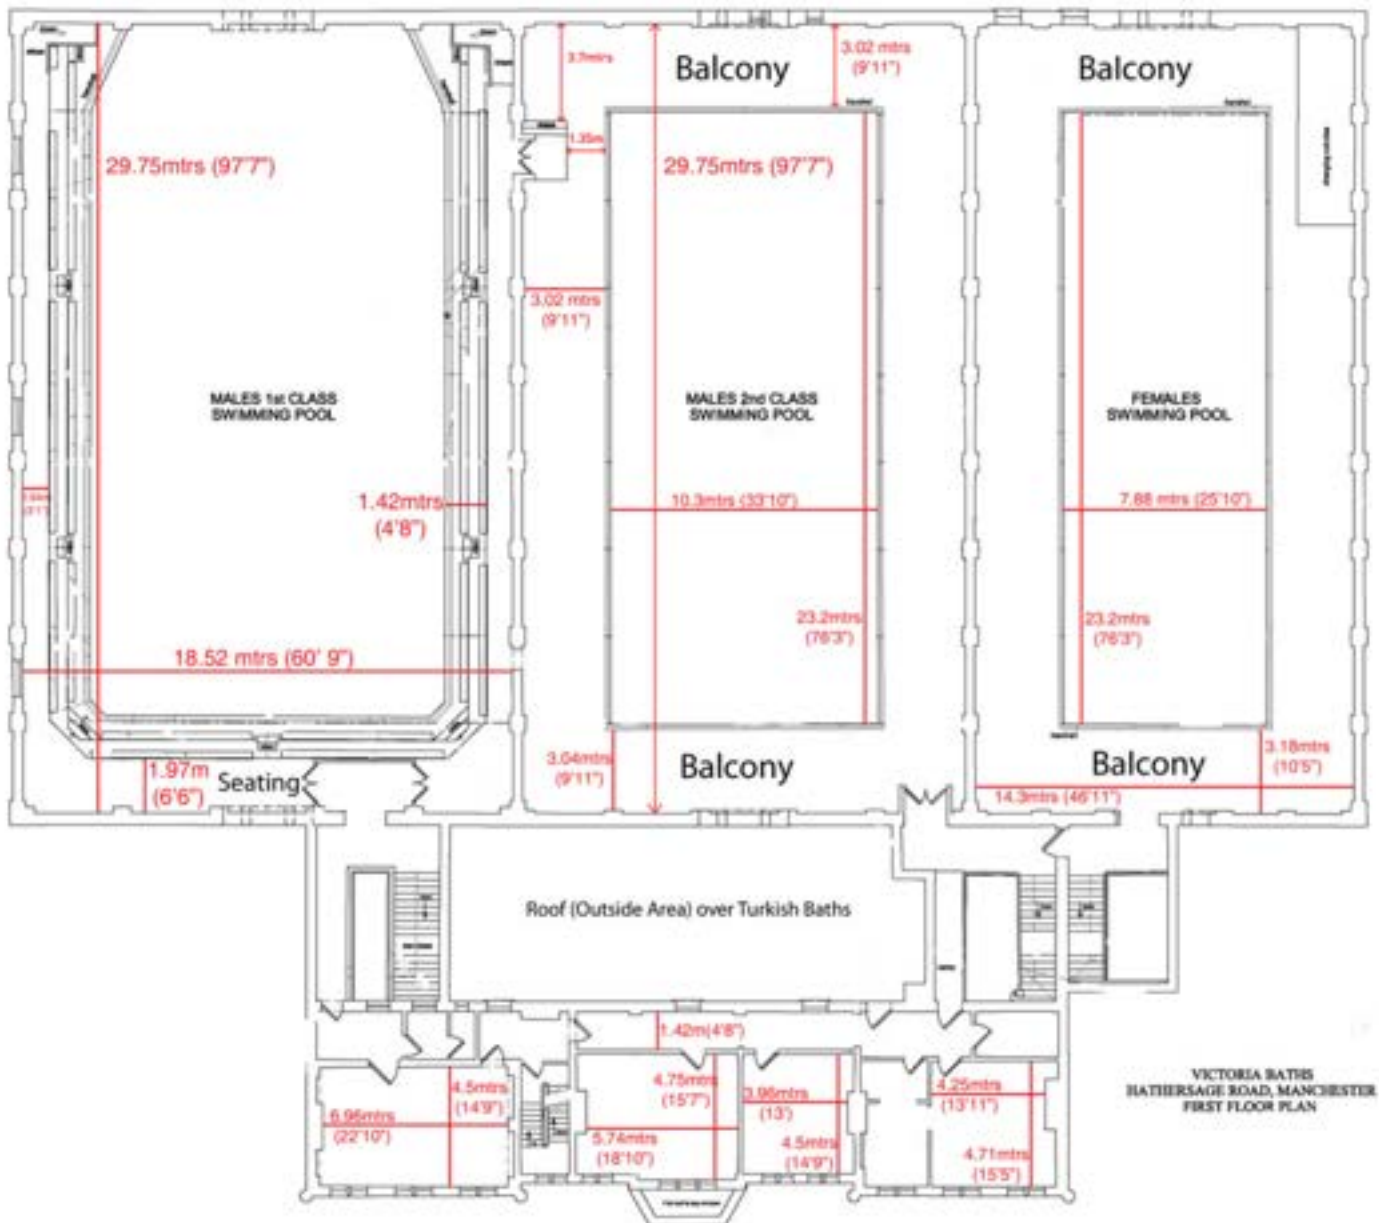 3.7mtrs
Balcony
3.02 mtrs
(9'11")
Balcony
1.35m
29.75mtrs (97'7")
29.75mtrs (97'7")
3.02 mtrs
(9'11")
MALES 1st CLASS
SWIMMING POOL
MALES 2nd CLASS
SWIMMING POOL
FEMALES
SWIMMING POOL
1.42mtrs
(4'8")
10.3mtrs (33'10")
7.88 mtrs (25'10")
23.2mtrs
(76'3")
23.2mtrs
(76'3")
18.52 mtrs (60' 9")
1.97m
(6'6")
Seating
3.04mtrs
(9'11")
Balcony
Balcony
3.18mtrs
(10'5")
14.3mtrs (46'11")
Roof (Outside Area) over Turkish Baths
1.42m(4'8")
4.5mtrs
(14'9")
6.96mtrs
(22'10")
4.75mtrs
(15'7")
5.74mtrs
(18'10")
3.96mtrs
(13')
4.5mtrs
(14'9")
4.25mtrs
(13'11")
4.71mtrs
(15'5")
VICTORIA BATHS
HATHERSAGE ROAD, MANCHESTER
FIRST FLOOR PLAN